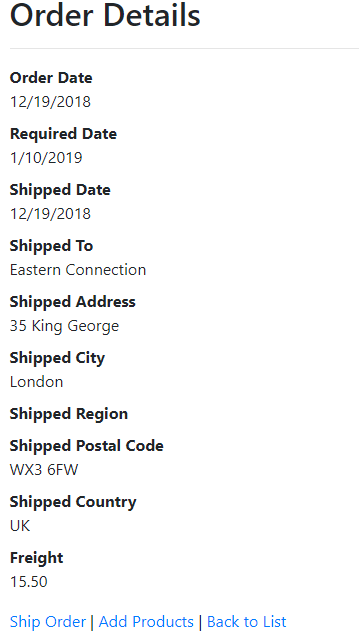 Order Details
Order Date
12/19/2018
Required Date
1/10/2019
Shipped Date
12/19/2018
Shipped To
Eastern Connection
Shipped Address
35 King George
Shipped City
London
Shipped Region
Shipped Postal Code
WX3 6FW
Shipped Country
UK
Freight
15.50
Ship Order | Add Products | Back to List